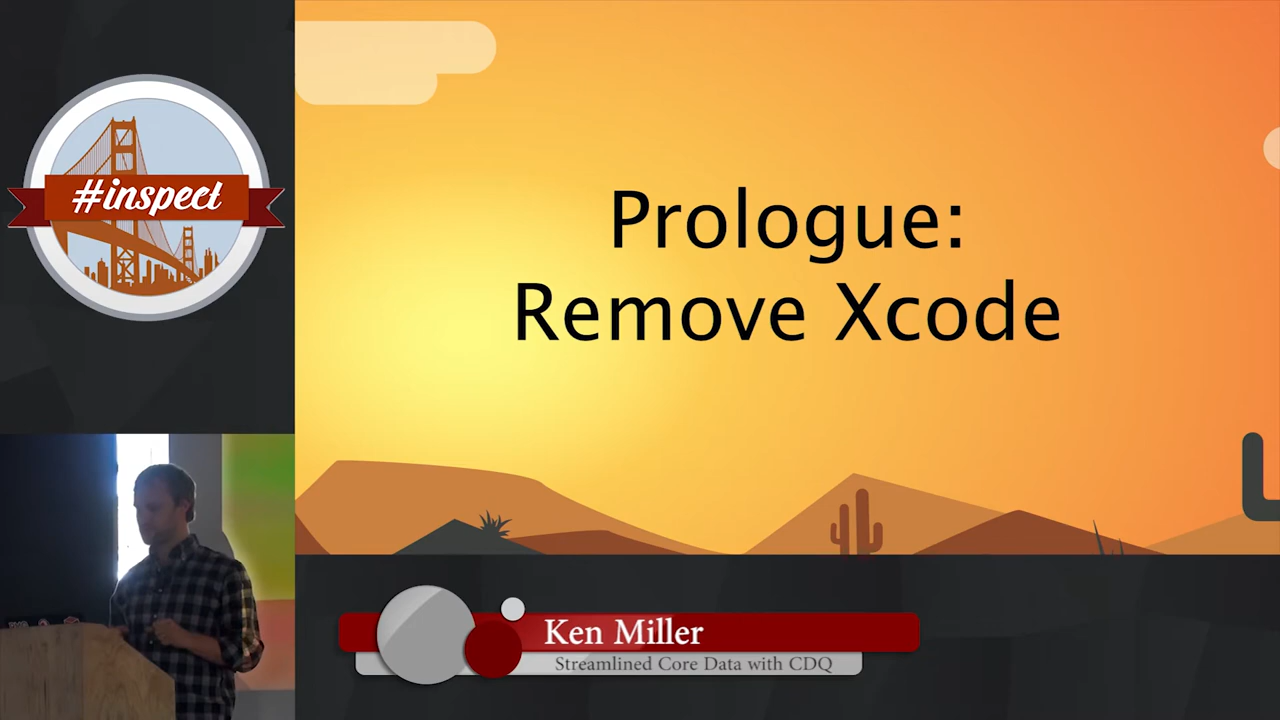 #inspect
Prologue:
Remove Xcode
Ken Miller
Streamlined Core Data with CDQ